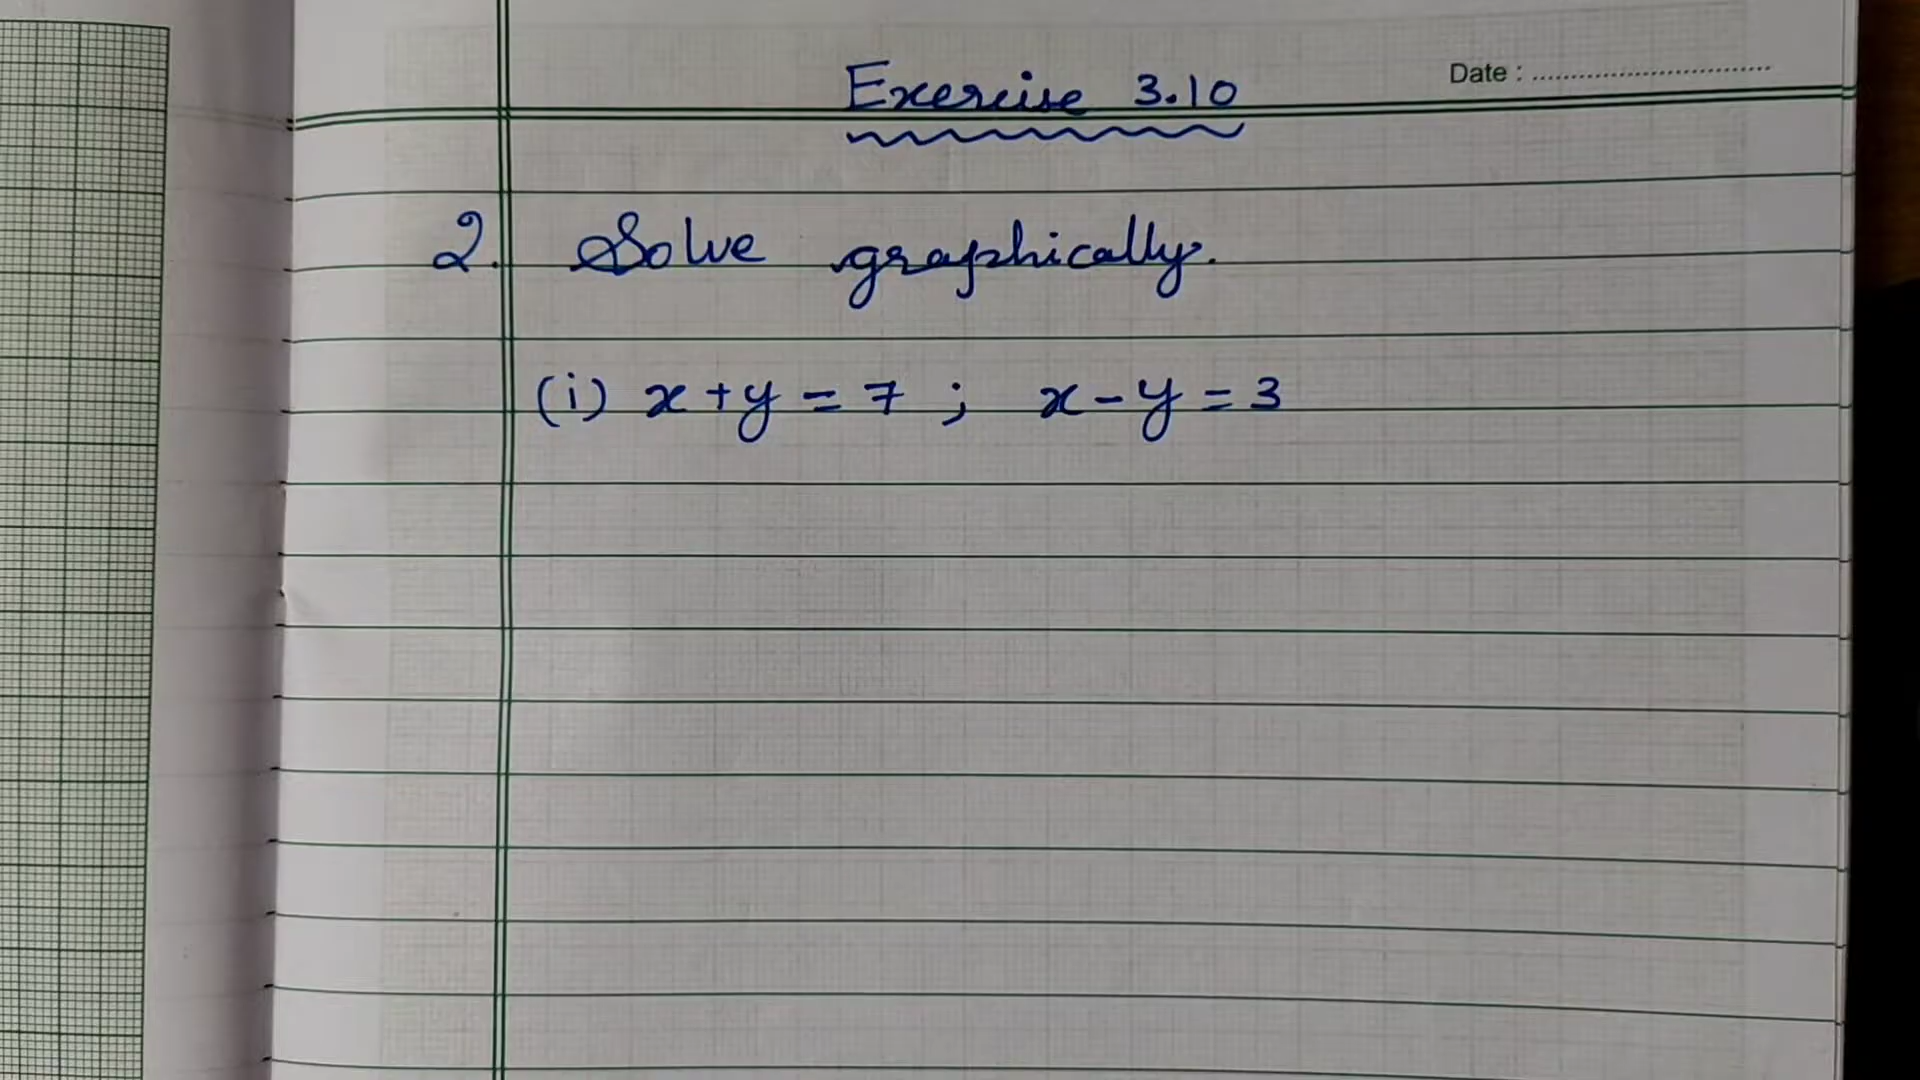 Date : ..............................
Exercise 3.10
2. Solve graphically.
(i) x + y = 7 ; x - y = 3